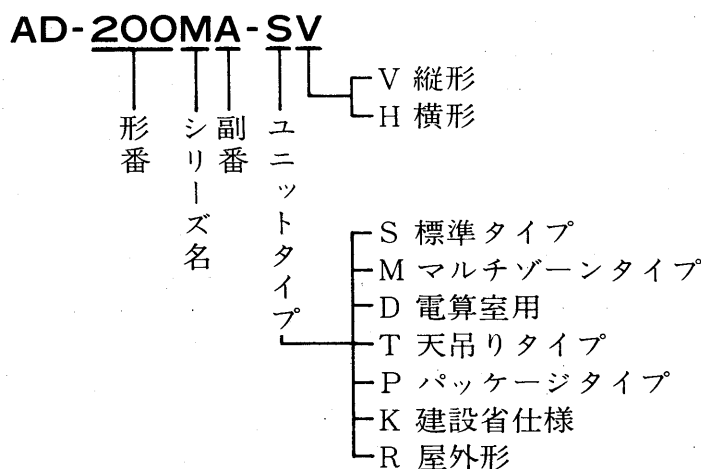 AD-200MA-SV
V 縦形
H 横形
形番
シリーズ名
副番
ユニットタイプ
S 標準タイプ
M マルチゾーンタイプ
D 電算室用
T 天吊りタイプ
P パッケージタイプ
K 建設省仕様
R 屋外形